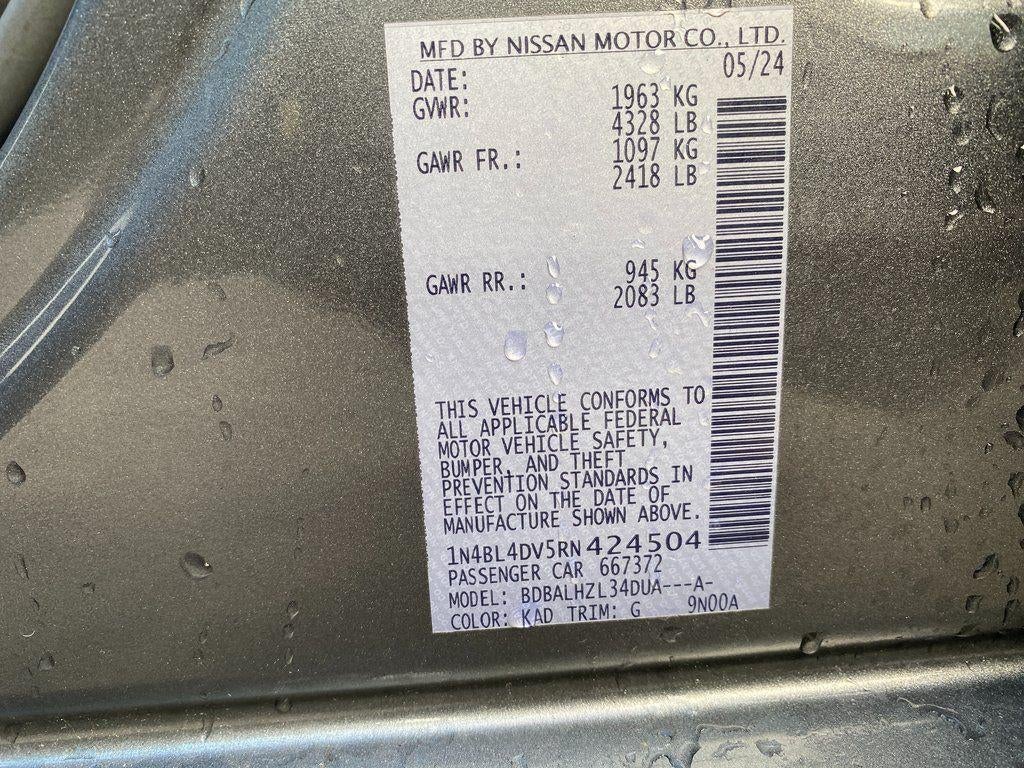 MFD BY NISSAN MOTOR CO., LTD.
DATE: 05/24
GVWR: 1963 KG
4328 LB
GAWR FR.: 1097 KG
2418 LB
GAWR RR.: 945 KG
2083 LB
THIS VEHICLE CONFORMS TO
ALL APPLICABLE FEDERAL
MOTOR VEHICLE SAFETY,
BUMPER, AND THEFT
PREVENTION STANDARDS IN
EFFECT ON THE DATE OF
MANUFACTURE SHOWN ABOVE.
1N4BL4DV5RN424504
PASSENGER CAR 667372
MODEL: BDBALHZL34DUA---A-
COLOR: KAD TRIM: G 9N00A